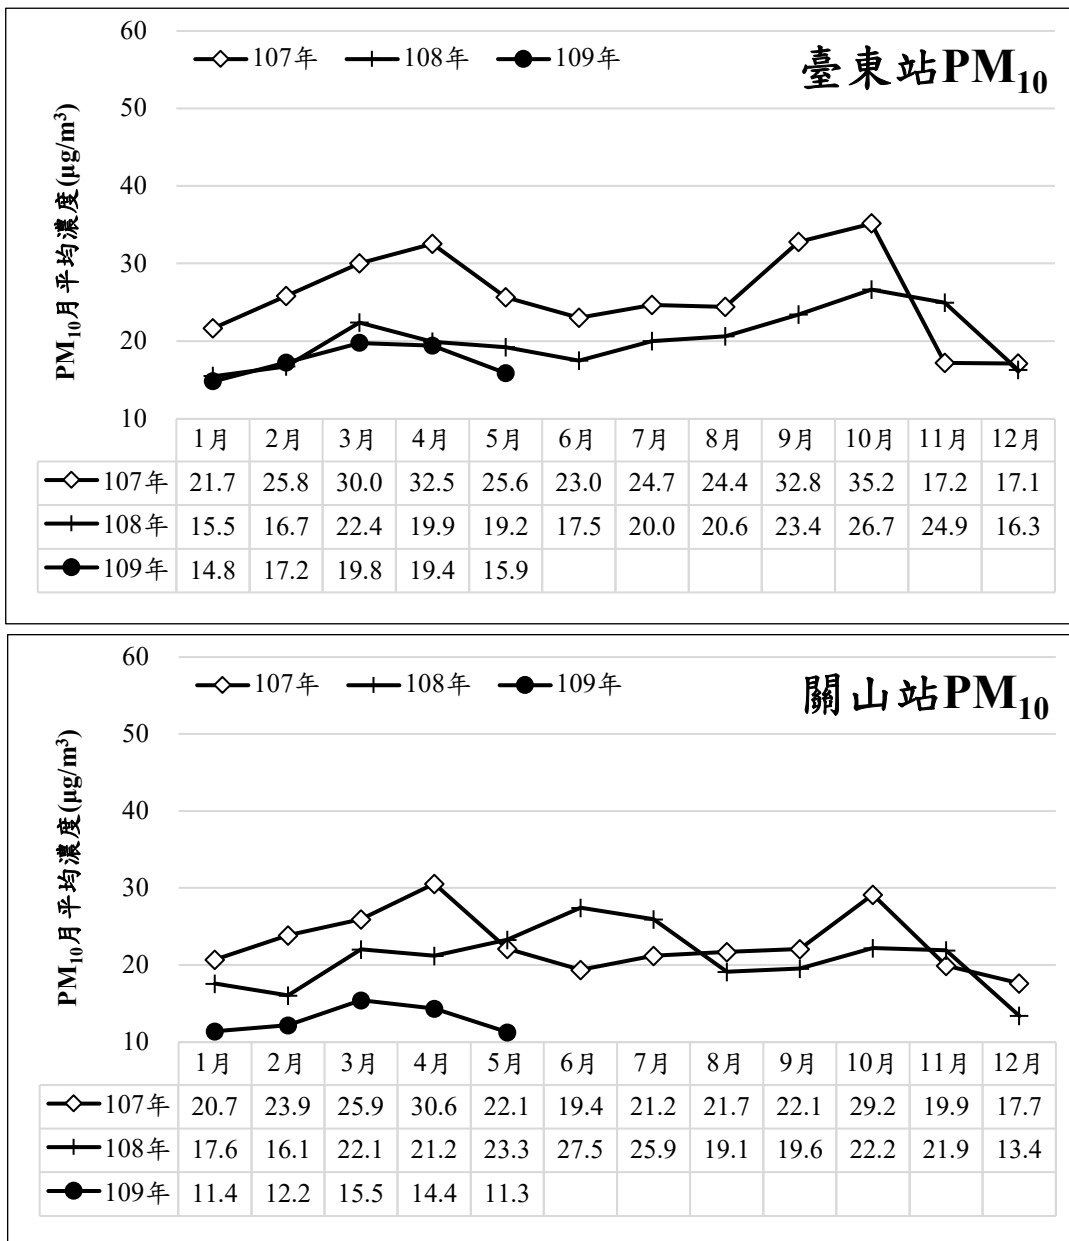 60
107年 108年 109年
臺東站PM10
50
40
30
20
10
PM10月平均濃度(μg/m3)
1月 2月 3月 4月 5月 6月 7月 8月 9月 10月 11月 12月
107年 21.7 25.8 30.0 32.5 25.6 23.0 24.7 24.4 32.8 35.2 17.2 17.1
108年 15.5 16.7 22.4 19.9 19.2 17.5 20.0 20.6 23.4 26.7 24.9 16.3
109年 14.8 17.2 19.8 19.4 15.9
60
107年 108年 109年
關山站PM10
50
40
30
20
10
PM10月平均濃度(μg/m3)
1月 2月 3月 4月 5月 6月 7月 8月 9月 10月 11月 12月
107年 20.7 23.9 25.9 30.6 22.1 19.4 21.2 21.7 22.1 29.2 19.9 17.7
108年 17.6 16.1 22.1 21.2 23.3 27.5 25.9 19.1 19.6 22.2 21.9 13.4
109年 11.4 12.2 15.5 14.4 11.3